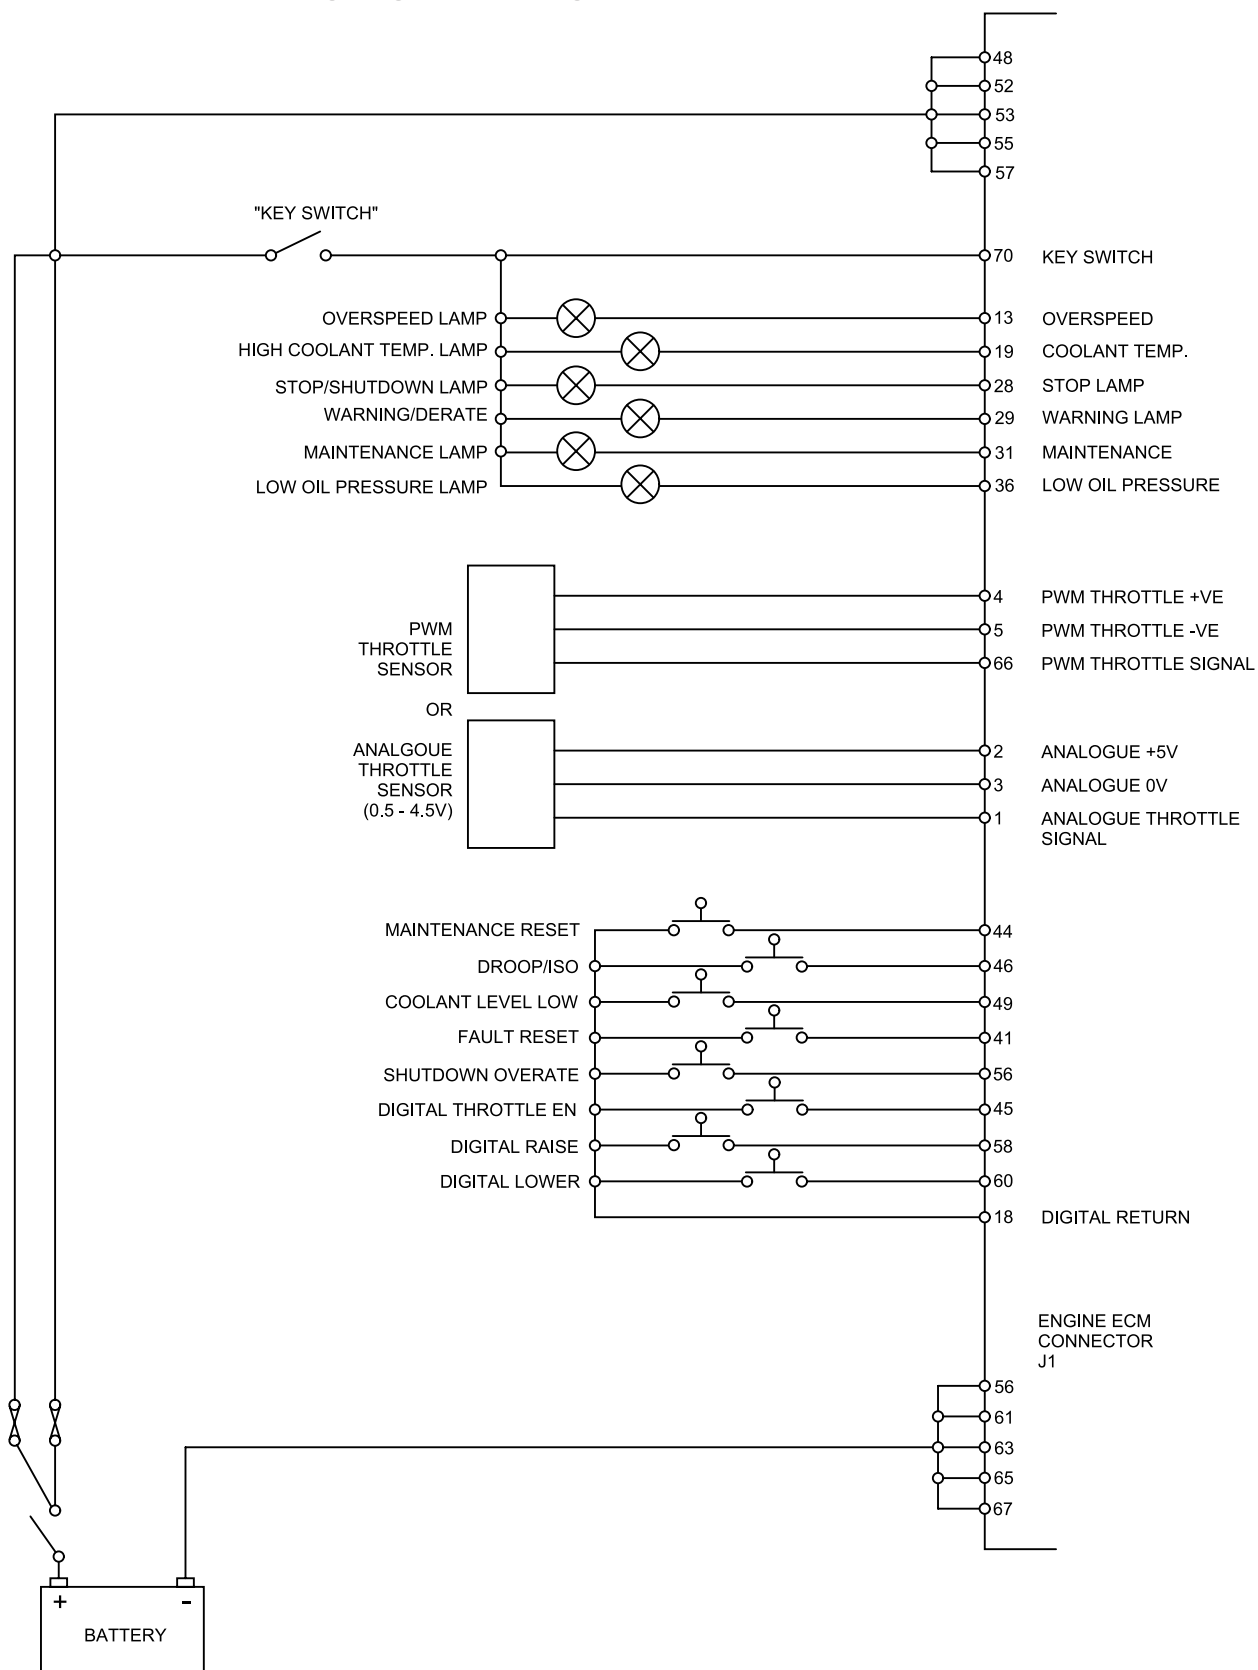 48
52
53
55
57
"KEY SWITCH"
70 KEY SWITCH
OVERSPEED LAMP 13 OVERSPEED
HIGH COOLANT TEMP. LAMP 19 COOLANT TEMP.
STOP/SHUTDOWN LAMP 28 STOP LAMP
WARNING/DERATE 29 WARNING LAMP
MAINTENANCE LAMP 31 MAINTENANCE
LOW OIL PRESSURE LAMP 36 LOW OIL PRESSURE
4 PWM THROTTLE +VE
PWM
THROTTLE
SENSOR
5 PWM THROTTLE -VE
66 PWM THROTTLE SIGNAL
OR
ANALGOUE
THROTTLE
SENSOR
(0.5 - 4.5V)
2 ANALOGUE +5V
3 ANALOGUE 0V
1 ANALOGUE THROTTLE
SIGNAL
MAINTENANCE RESET 44
DROOP/ISO 46
COOLANT LEVEL LOW 49
FAULT RESET 41
SHUTDOWN OVERATE 56
DIGITAL THROTTLE EN 45
DIGITAL RAISE 58
DIGITAL LOWER 60
18 DIGITAL RETURN
ENGINE ECM
CONNECTOR
J1
56
61
63
65
67
+ -
BATTERY